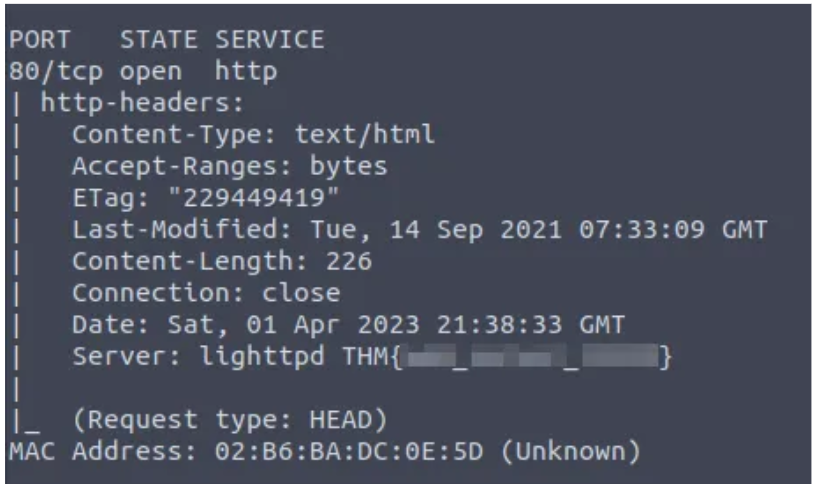 PORT   STATE SERVICE
80/tcp open  http
| http-headers:
|   Content-Type: text/html
|   Accept-Ranges: bytes
|   ETag: "229449419"
|   Last-Modified: Tue, 14 Sep 2021 07:33:09 GMT
|   Content-Length: 226
|   Connection: close
|   Date: Sat, 01 Apr 2023 21:38:33 GMT
|   Server: lighttpd THM{_ _}
|
|_  (Request type: HEAD)
MAC Address: 02:B6:BA:DC:0E:5D (Unknown)